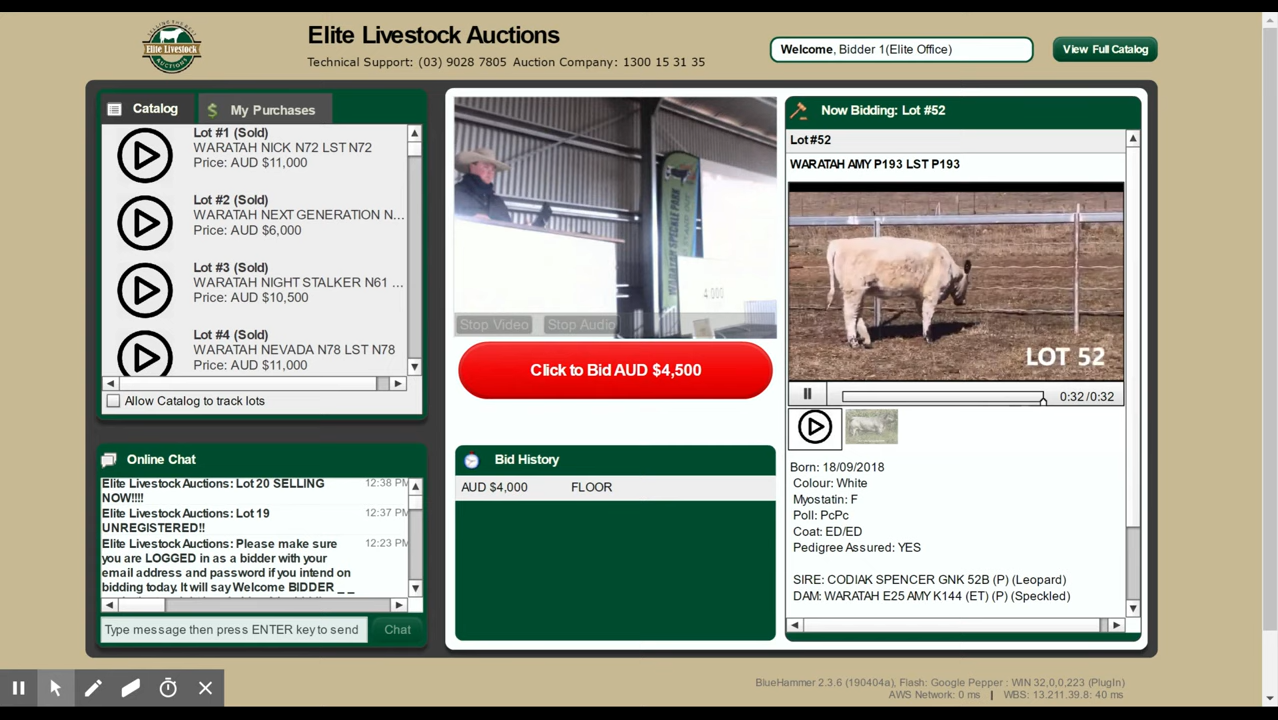 Elite Livestock Auctions
Technical Support: (03) 9028 7805 Auction Company: 1300 15 31 35
Welcome, Bidder 1(Elite Office)
View Full Catalog
Elite Livestock
AUCTIONS
Catalog
My Purchases
Lot #1 (Sold)
WARATAH NICK N72 LST N72
Price: AUD $11,000
Lot #2 (Sold)
WARATAH NEXT GENERATION N...
Price: AUD $6,000
Lot #3 (Sold)
WARATAH NIGHT STALKER N61 ...
Price: AUD $10,500
Lot #4 (Sold)
WARATAH NEVADA N78 LST N78
Price: AUD $11,000
Allow Catalog to track lots
Online Chat
Elite Livestock Auctions: Lot 20 SELLING 12:38 PM
NOW!!!!
Elite Livestock Auctions: Lot 19 12:37 PM
UNREGISTERED!!
Elite Livestock Auctions: Please make sure 12:23 PM
you are LOGGED in as a bidder with your
email address and password if you intend on
bidding today. It will say Welcome BIDDER _ _
Type message then press ENTER key to send
Chat
SPECKLE PARK
4,000
Stop Video Stop Audio
Click to Bid AUD $4,500
Bid History
AUD $4,000 FLOOR
Now Bidding: Lot #52
Lot #52
WARATAH AMY P193 LST P193
LOT 52
0:32/0:32
Born: 18/09/2018
Colour: White
Myostatin: F
Poll: PcPc
Coat: ED/ED
Pedigree Assured: YES
SIRE: CODIAK SPENCER GNK 52B (P) (Leopard)
DAM: WARATAH E25 AMY K144 (ET) (P) (Speckled)
BlueHammer 2.3.6 (190404a), Flash: Google Pepper : WIN 32,0,0,223 (PlugIn)
AWS Network: 0 ms | WBS: 13.211.39.8: 40 ms